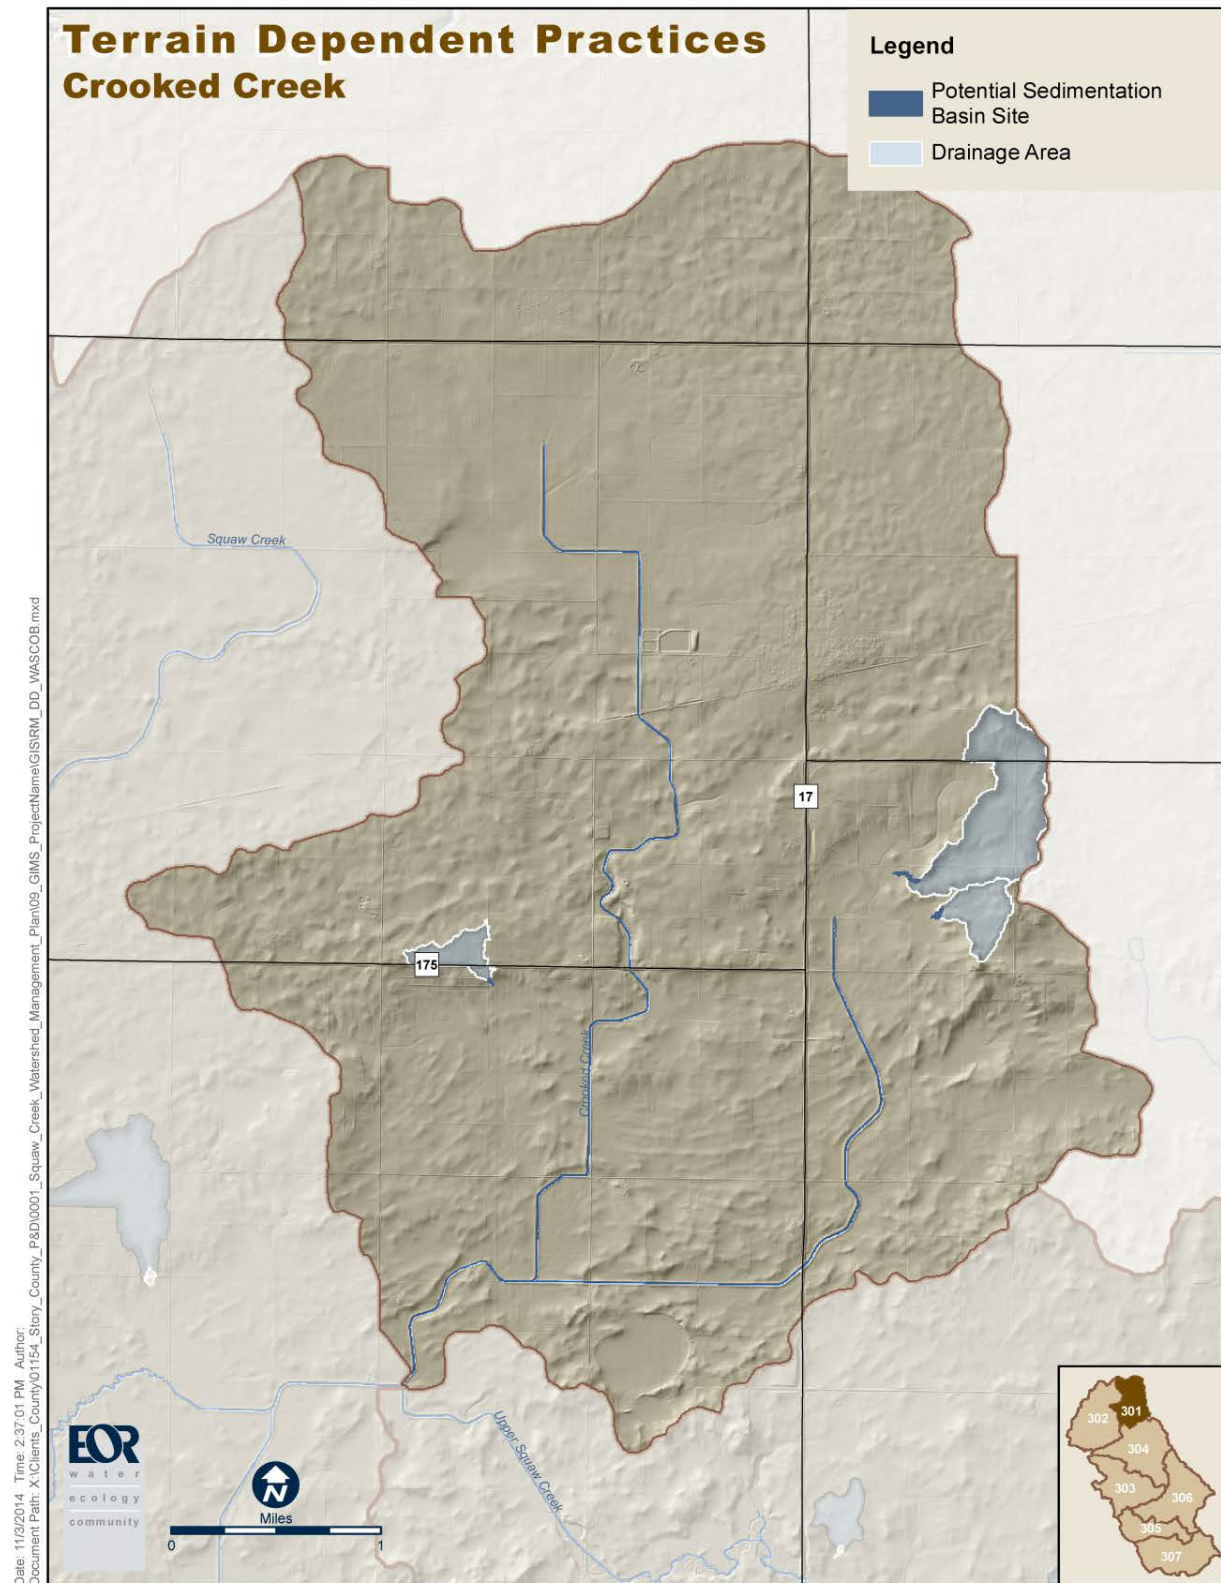 Terrain Dependent Practices
Crooked Creek
Legend
Potential Sedimentation
Basin Site
Drainage Area
Squaw Creek
17
175
Crooked Creek
Upper Squaw Creek
EOR
water
ecology
community
N
Miles
0 1
301
302
304
303
306
305
307
Date: 11/3/2014 Time: 2:37:01 PM Author:
Document Path: X:\Clients_County\01154_Story_County_P&D\0001_Squaw_Creek_Watershed_Management_Plan\09_GIMS_ProjectName\GIS\RM_DD_WASCOB.mxd